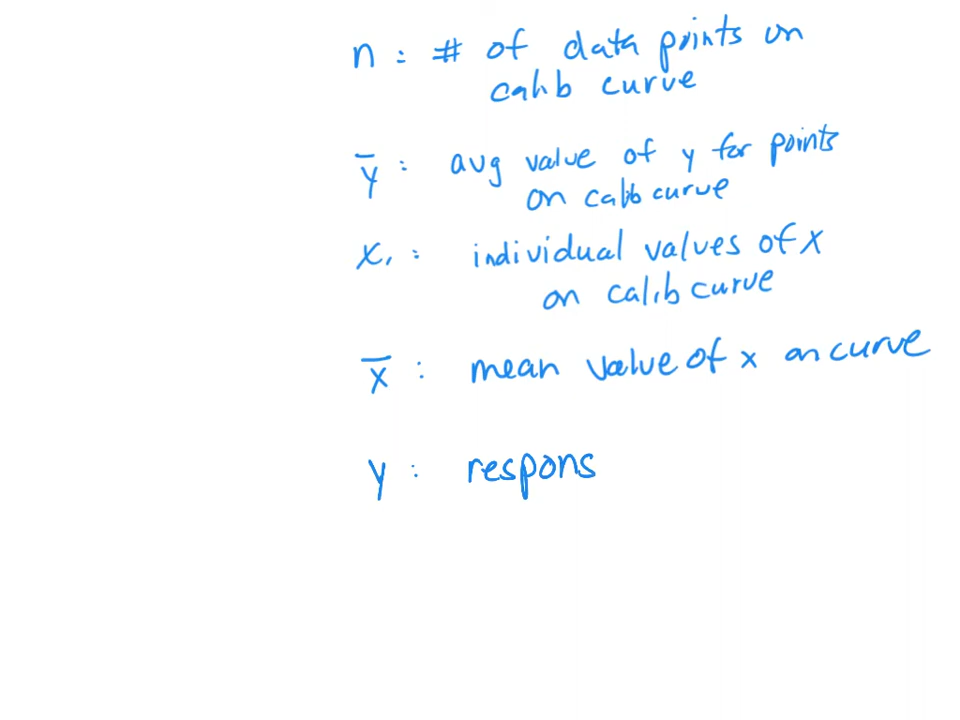 n : # of data points on
calib curve
y̅ : avg value of y for points
on calib curve
xᵢ : individual values of x
on calib curve
x̅ : mean value of x on curve
y : respons